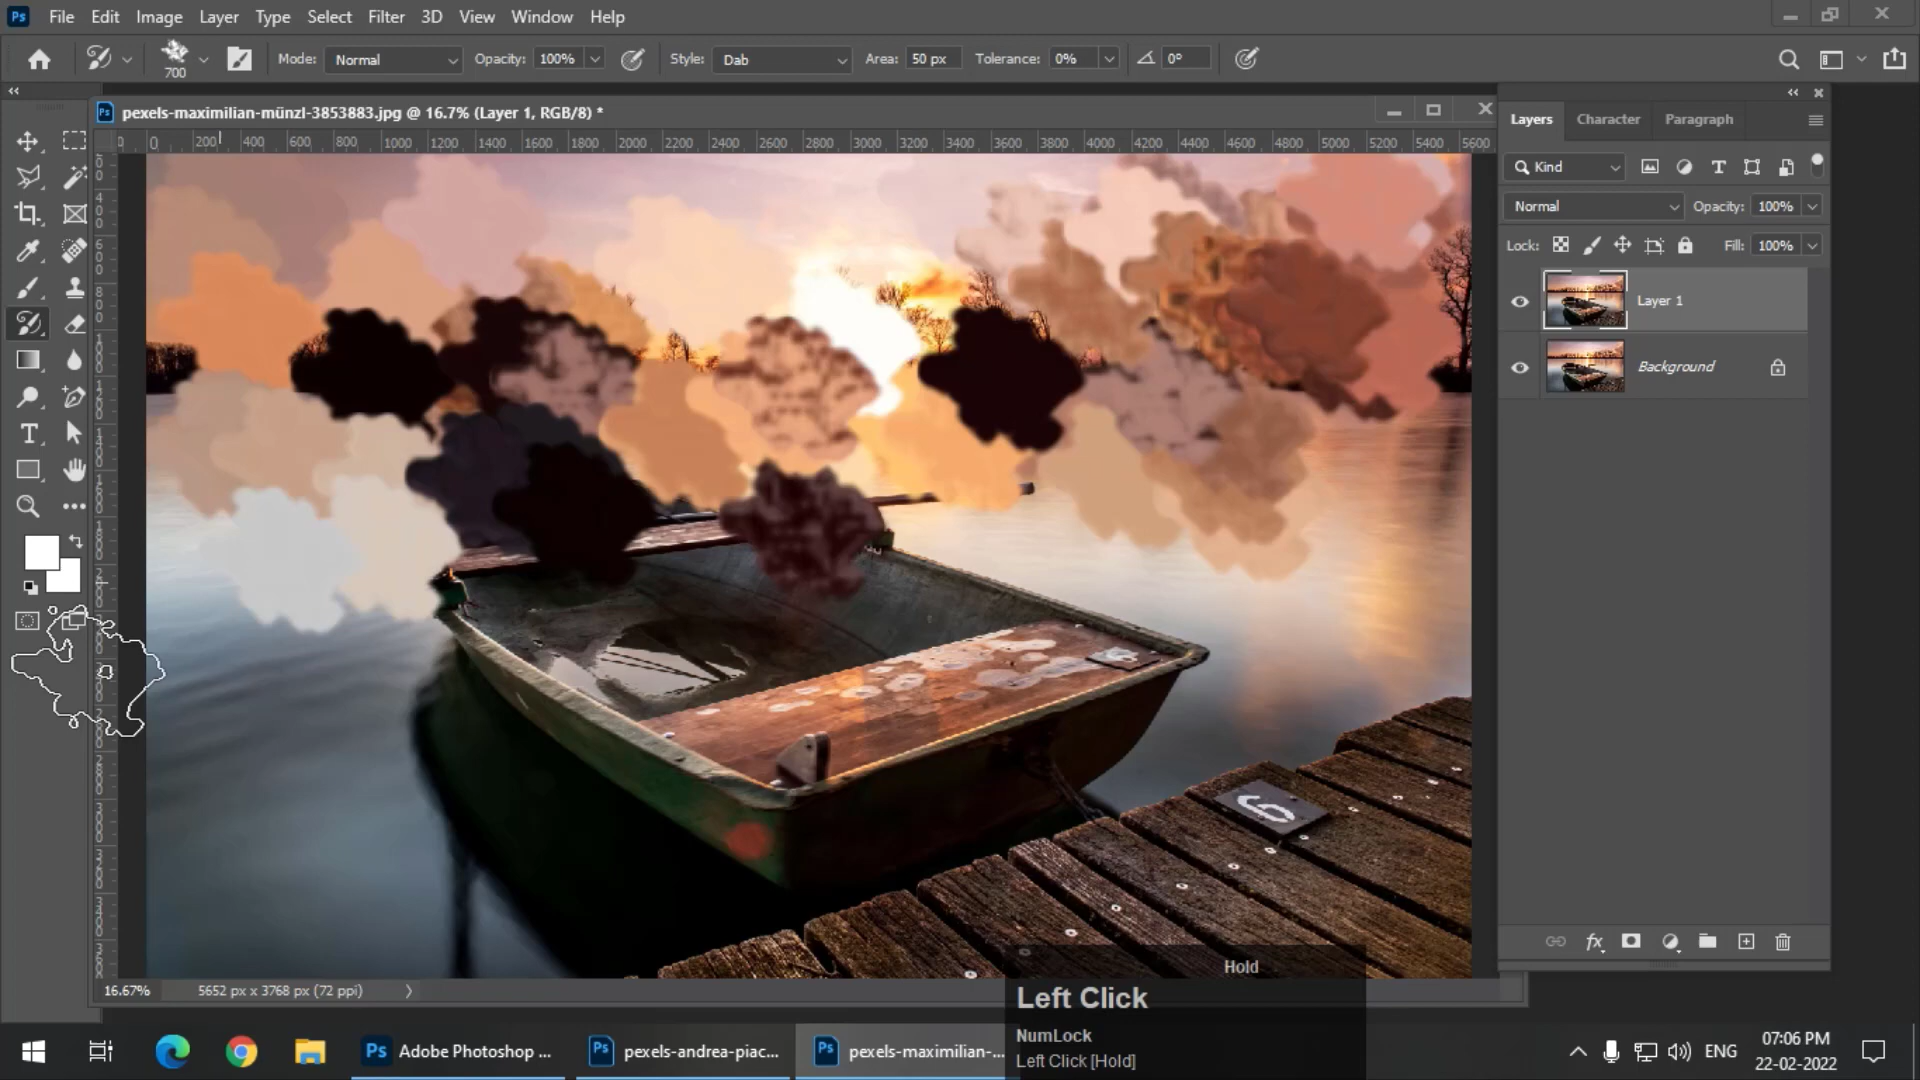 Ps File Edit Image Layer Type Select Filter 3D View Window Help
700 Mode: Normal Opacity: 100% Style: Dab Area: 50 px Tolerance: 0% 0°
Ps pexels-maximilian-münzl-3853883.jpg @ 16.7% (Layer 1, RGB/8) *
0 200 400 600 800 1000 1200 1400 1600 1800 2000 2200 2400 2600 2800 3000 3200 3400 3600 3800 4000 4200 4400 4600 4800 5000 5200 5400 5600
Layers Character Paragraph
Kind
Normal Opacity: 100%
Lock: Fill: 100%
Layer 1
Background
6
16.67% 5652 px x 3768 px (72 ppi)
Hold
Left Click
NumLock
Left Click [Hold]
Ps Adobe Photoshop ...
Ps pexels-andrea-piac...
Ps pexels-maximilian-...
ENG
07:06 PM
22-02-2022